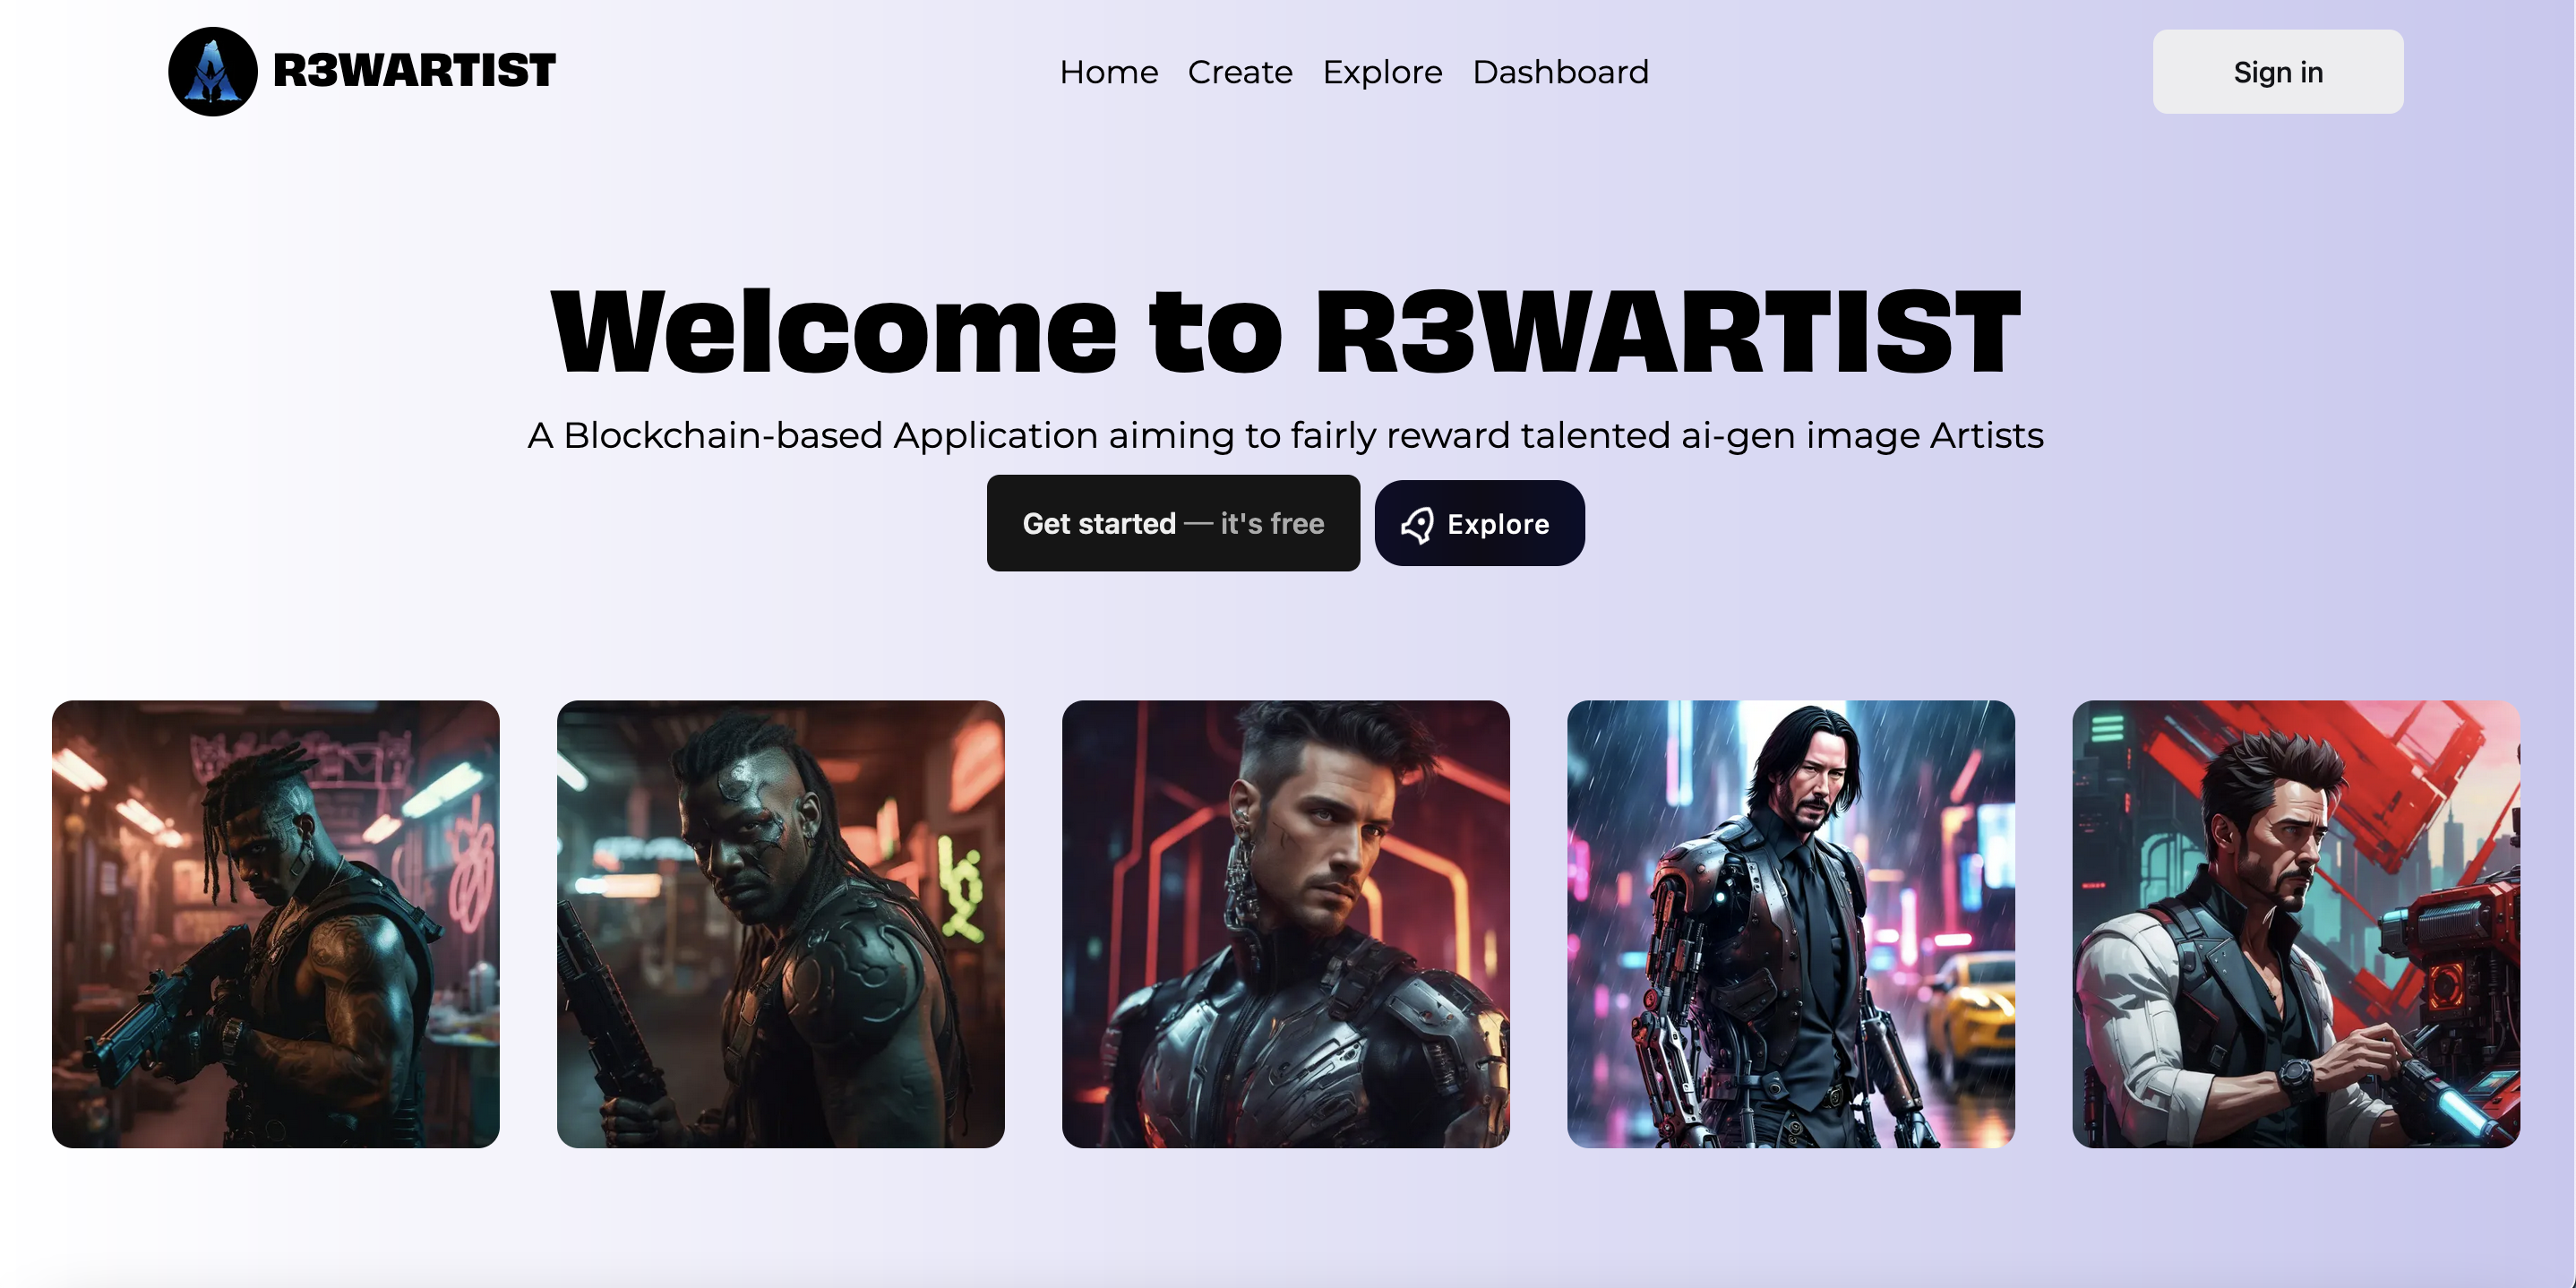 R3WARTIST
Home Create Explore Dashboard
Sign in
Welcome to R3WARTIST
A Blockchain-based Application aiming to fairly reward talented ai-gen image Artists
Get started — it's free
Explore